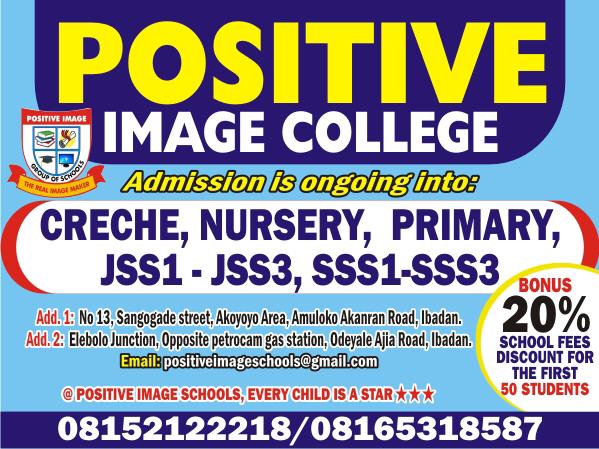 POSITIVE
IMAGE COLLEGE
POSITIVE IMAGE
GROUP OF SCHOOLS
THE REAL IMAGE MAKER
Admission is ongoing into:
CRECHE, NURSERY, PRIMARY,
JSS1 - JSS3, SSS1-SSS3
Add. 1: No 13, Sangogade street, Akoyoyo Area, Amuloko Akanran Road, Ibadan.
Add. 2: Elebolo Junction, Opposite petrocam gas station, Odeyale Ajia Road, Ibadan.
Email: positiveimageschools@gmail.com
@ POSITIVE IMAGE SCHOOLS, EVERY CHILD IS A STAR ★★★
BONUS
20%
SCHOOL FEES
DISCOUNT FOR
THE FIRST
50 STUDENTS
08152122218/08165318587